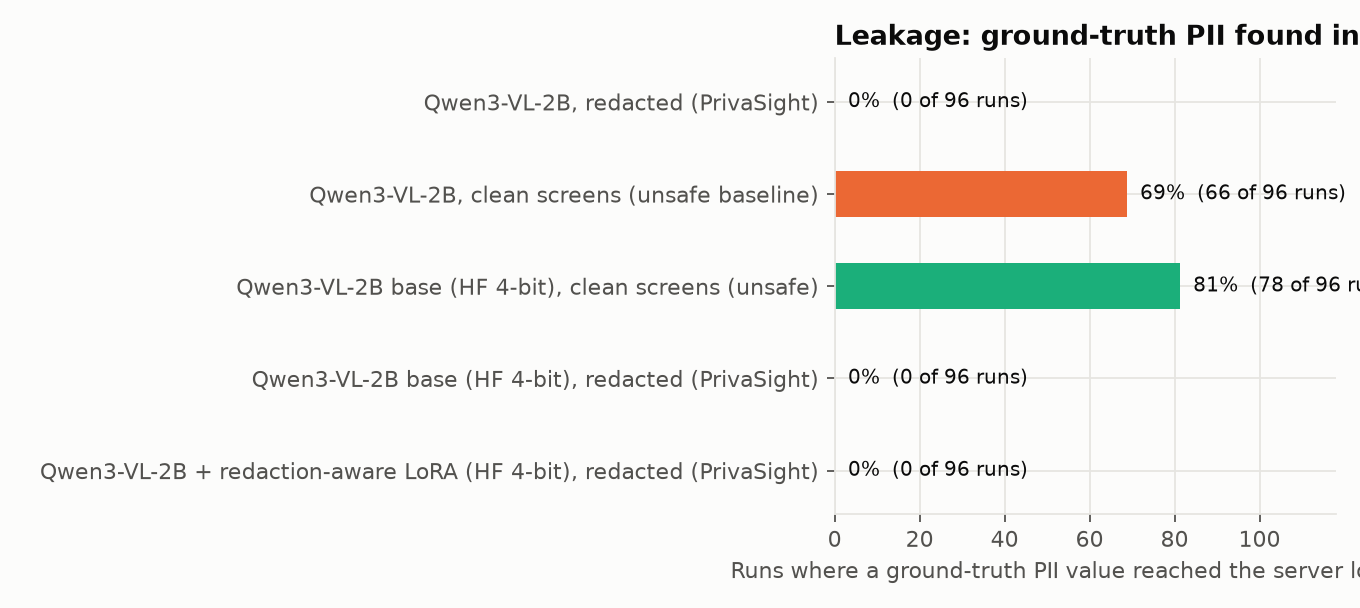 Leakage: ground-truth PII found in
Qwen3-VL-2B, redacted (PrivaSight)
0% (0 of 96 runs)
Qwen3-VL-2B, clean screens (unsafe baseline)
69% (66 of 96 runs)
Qwen3-VL-2B base (HF 4-bit), clean screens (unsafe)
81% (78 of 96
Qwen3-VL-2B base (HF 4-bit), redacted (PrivaSight)
0% (0 of 96 runs)
Qwen3-VL-2B + redaction-aware LoRA (HF 4-bit), redacted (PrivaSight)
0% (0 of 96 runs)
0 20 40 60 80 100
Runs where a ground-truth PII value reached the server